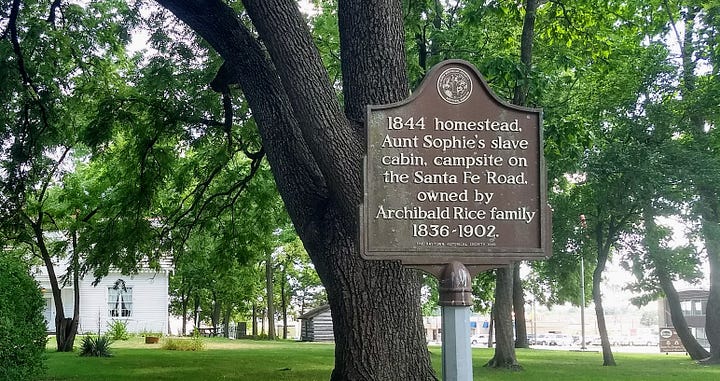 1844 homestead,
Aunt Sophie's slave
cabin, campsite on
the Santa Fe Road,
owned by
Archibald Rice family
1836-1902.